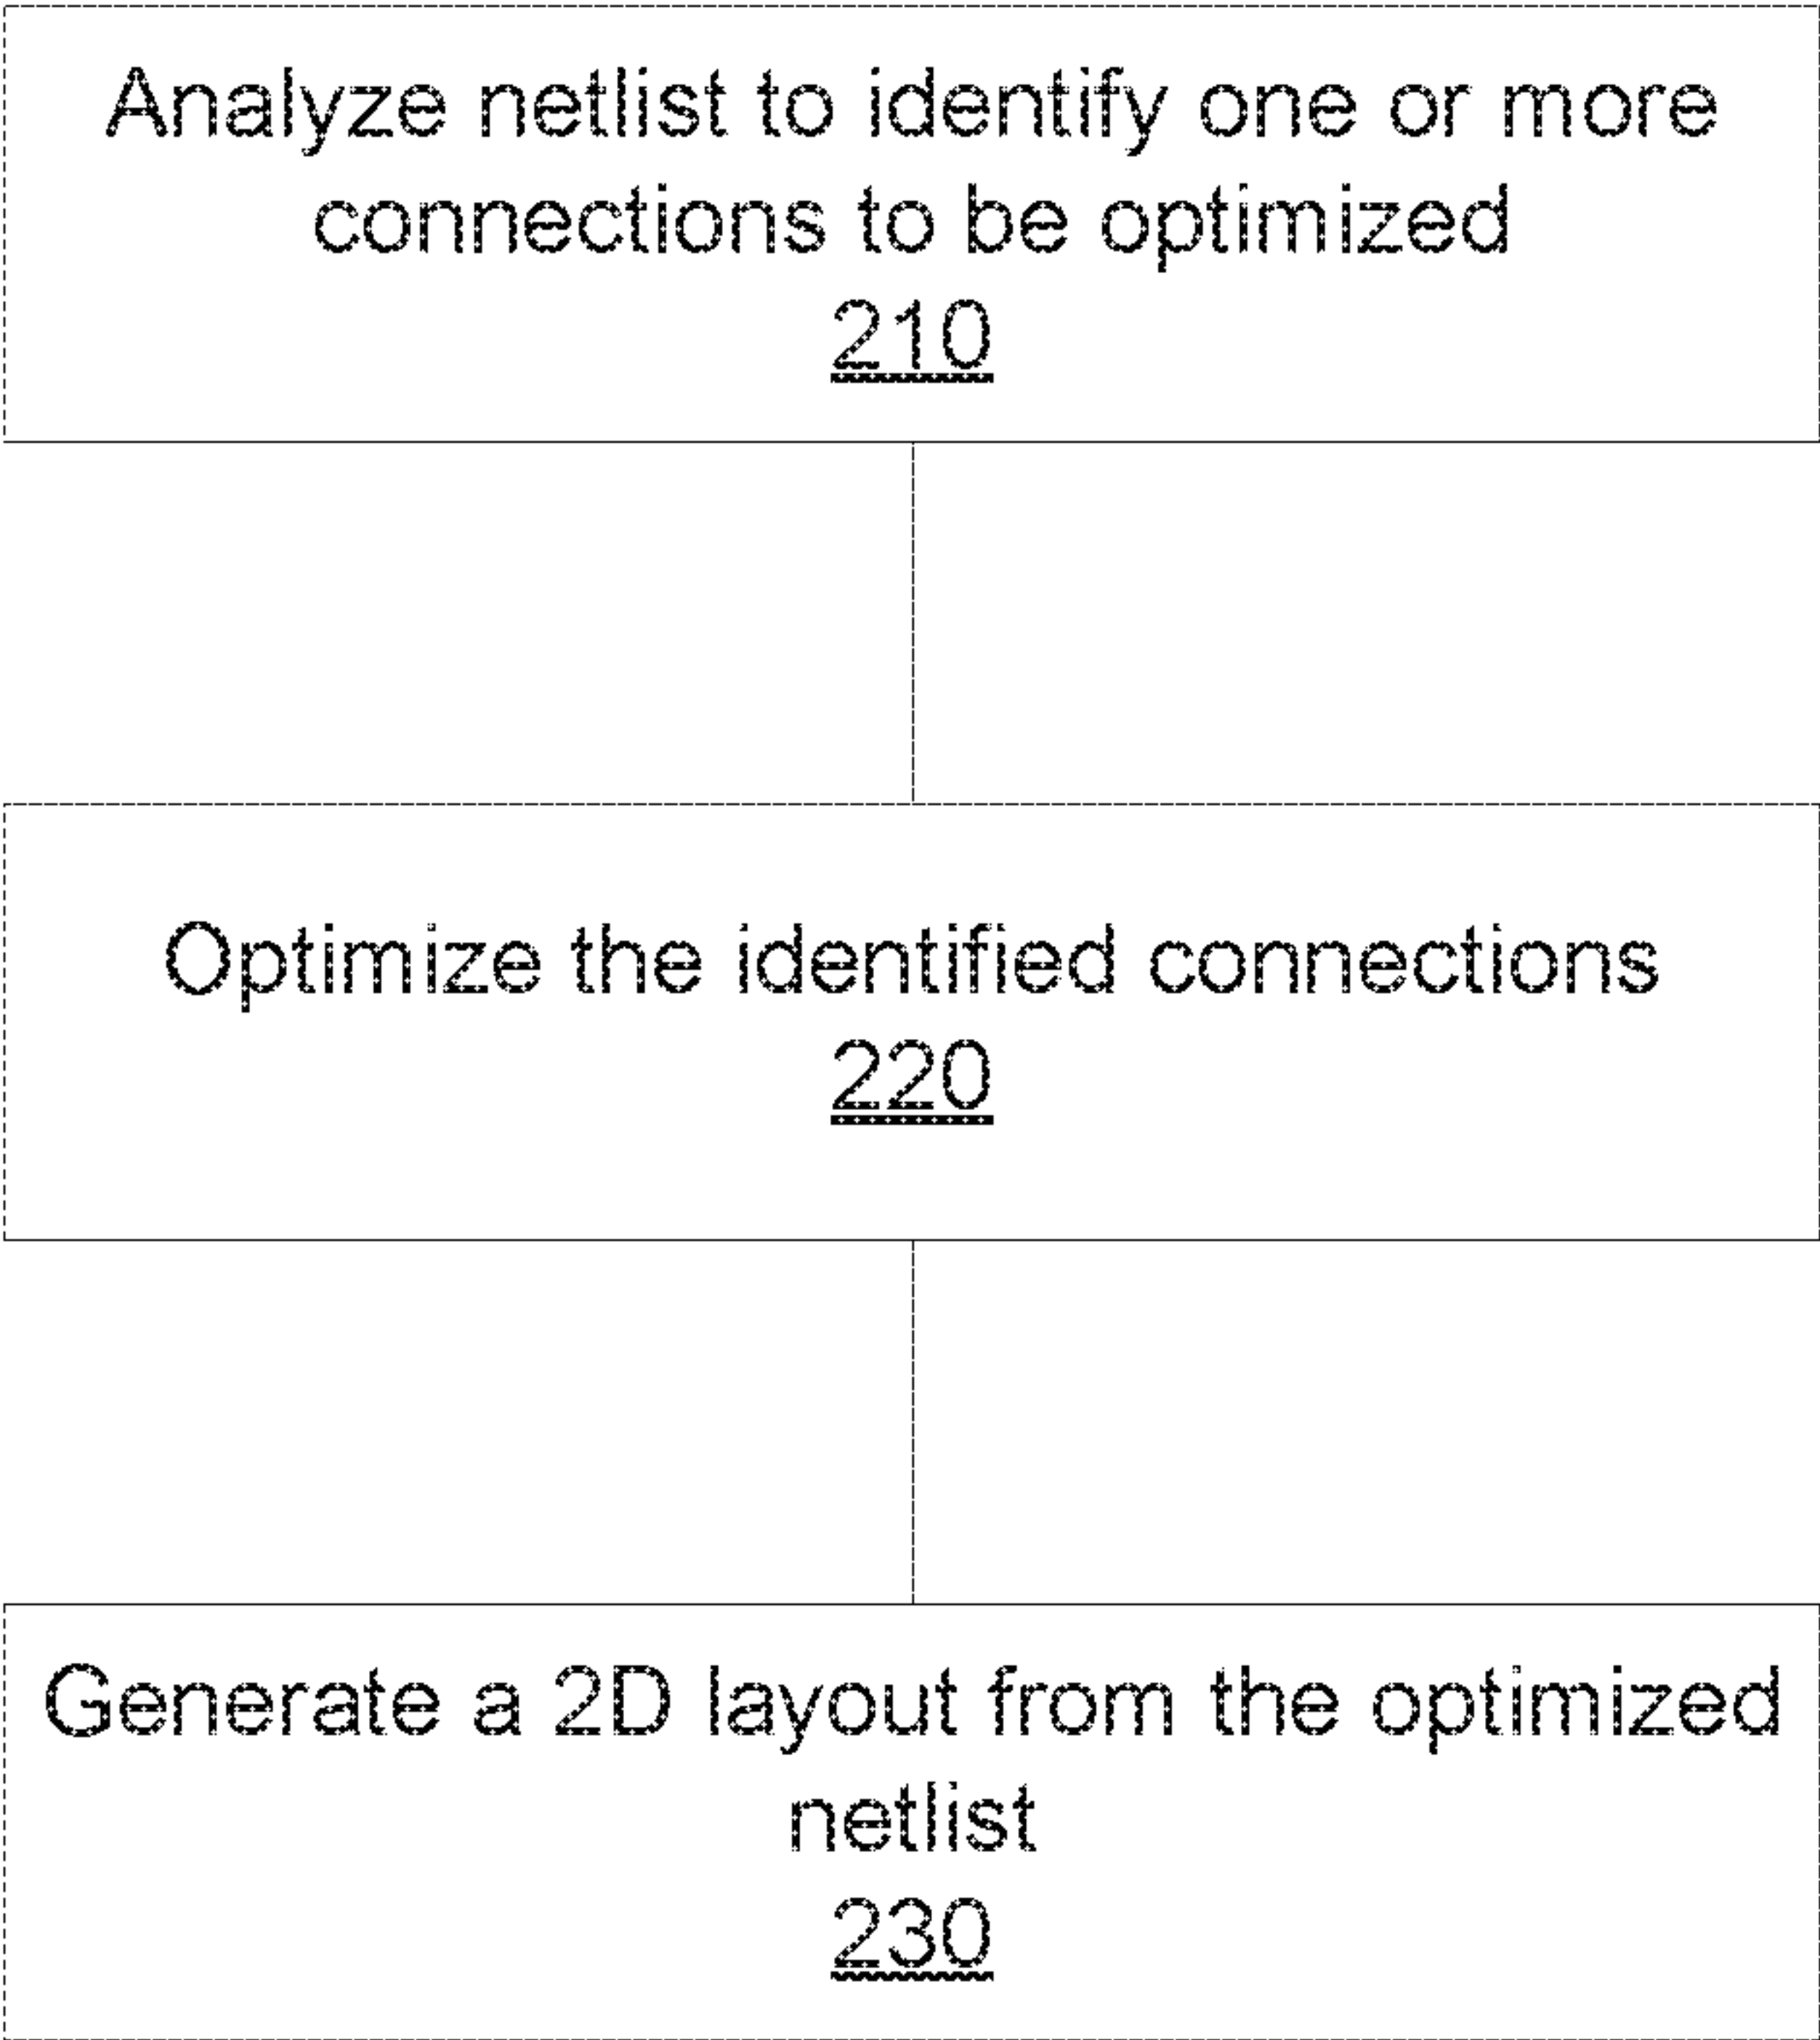 Analyze netlist to identify one or more
connections to be optimized
210
Optimize the identified connections
220
Generate a 2D layout from the optimized
netlist
230